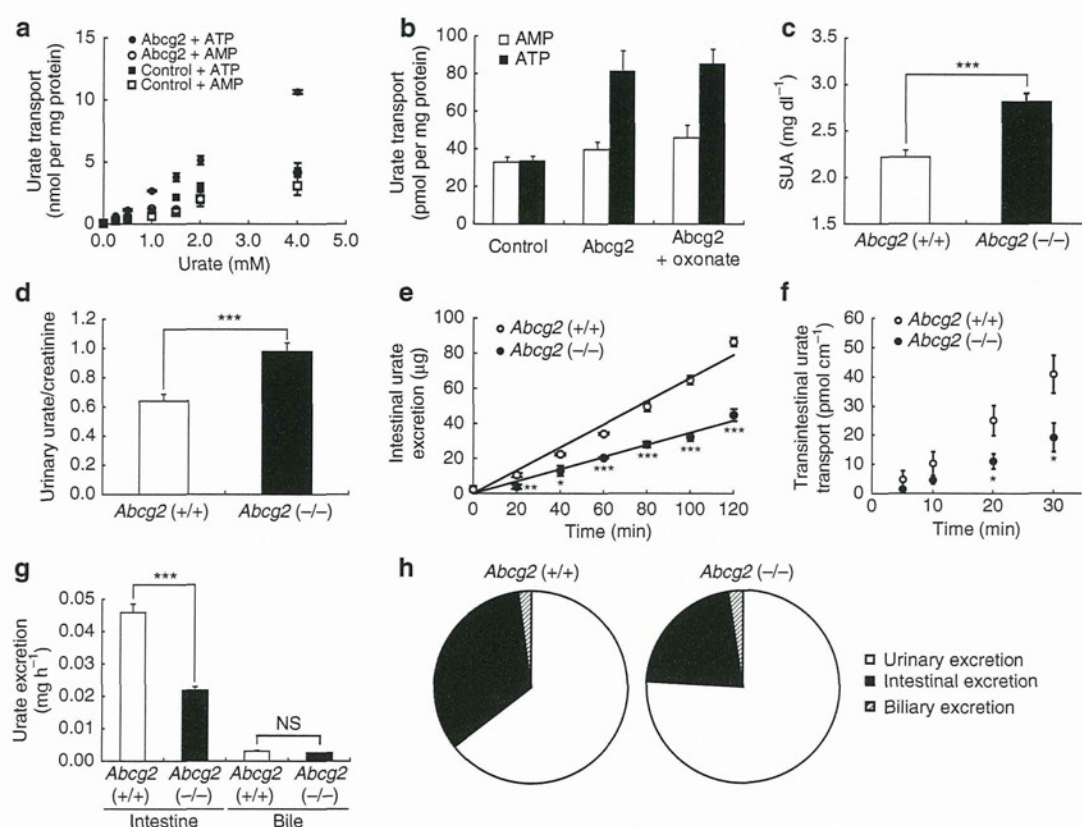 a
Urate transport
(nmol per mg protein)
15
10
5
0
Abcg2 + ATP
Abcg2 + AMP
Control + ATP
Control + AMP
0.0 1.0 2.0 3.0 4.0 5.0
Urate (mM)
b
Urate transport
(pmol per mg protein)
100
80
60
40
20
0
AMP
ATP
Control
Abcg2
Abcg2
+ oxonate
c
SUA (mg dl−1)
3.5
3.0
2.5
2.0
1.5
***
Abcg2 (+/+) Abcg2 (−/−)
d
Urinary urate/creatinine
1.2
1.0
0.8
0.6
0.4
0.2
0.0
***
Abcg2 (+/+) Abcg2 (−/−)
e
Intestinal urate
excretion (µg)
100
80
60
40
20
0
Abcg2 (+/+)
Abcg2 (−/−)
** * *** *** *** ***
0 20 40 60 80 100 120
Time (min)
f
Transintestinal urate
transport (pmol cm−1)
60
50
40
30
20
10
0
Abcg2 (+/+)
Abcg2 (−/−)
* *
0 10 20 30
Time (min)
g
Urate excretion
(mg h−1)
0.05
0.04
0.03
0.02
0.01
0.00
***
NS
Abcg2 Abcg2 Abcg2 Abcg2
(+/+) (−/−) (+/+) (−/−)
Intestine Bile
h
Abcg2 (+/+) Abcg2 (−/−)
Urinary excretion
Intestinal excretion
Biliary excretion